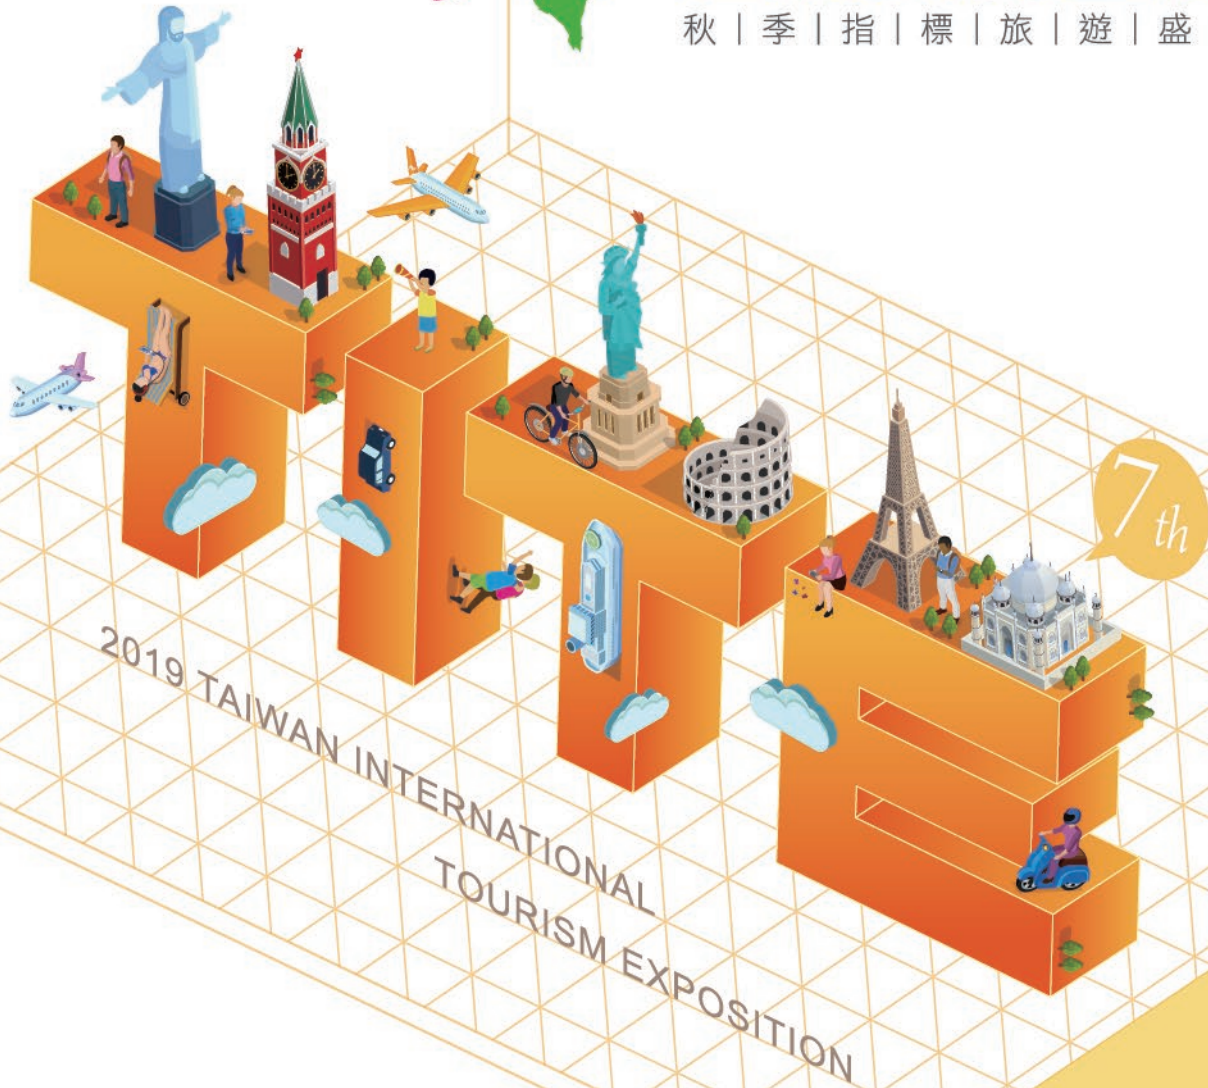 秋｜季｜指｜標｜旅｜遊｜盛
TITE
7th
2019 TAIWAN INTERNATIONAL
TOURISM EXPOSITION